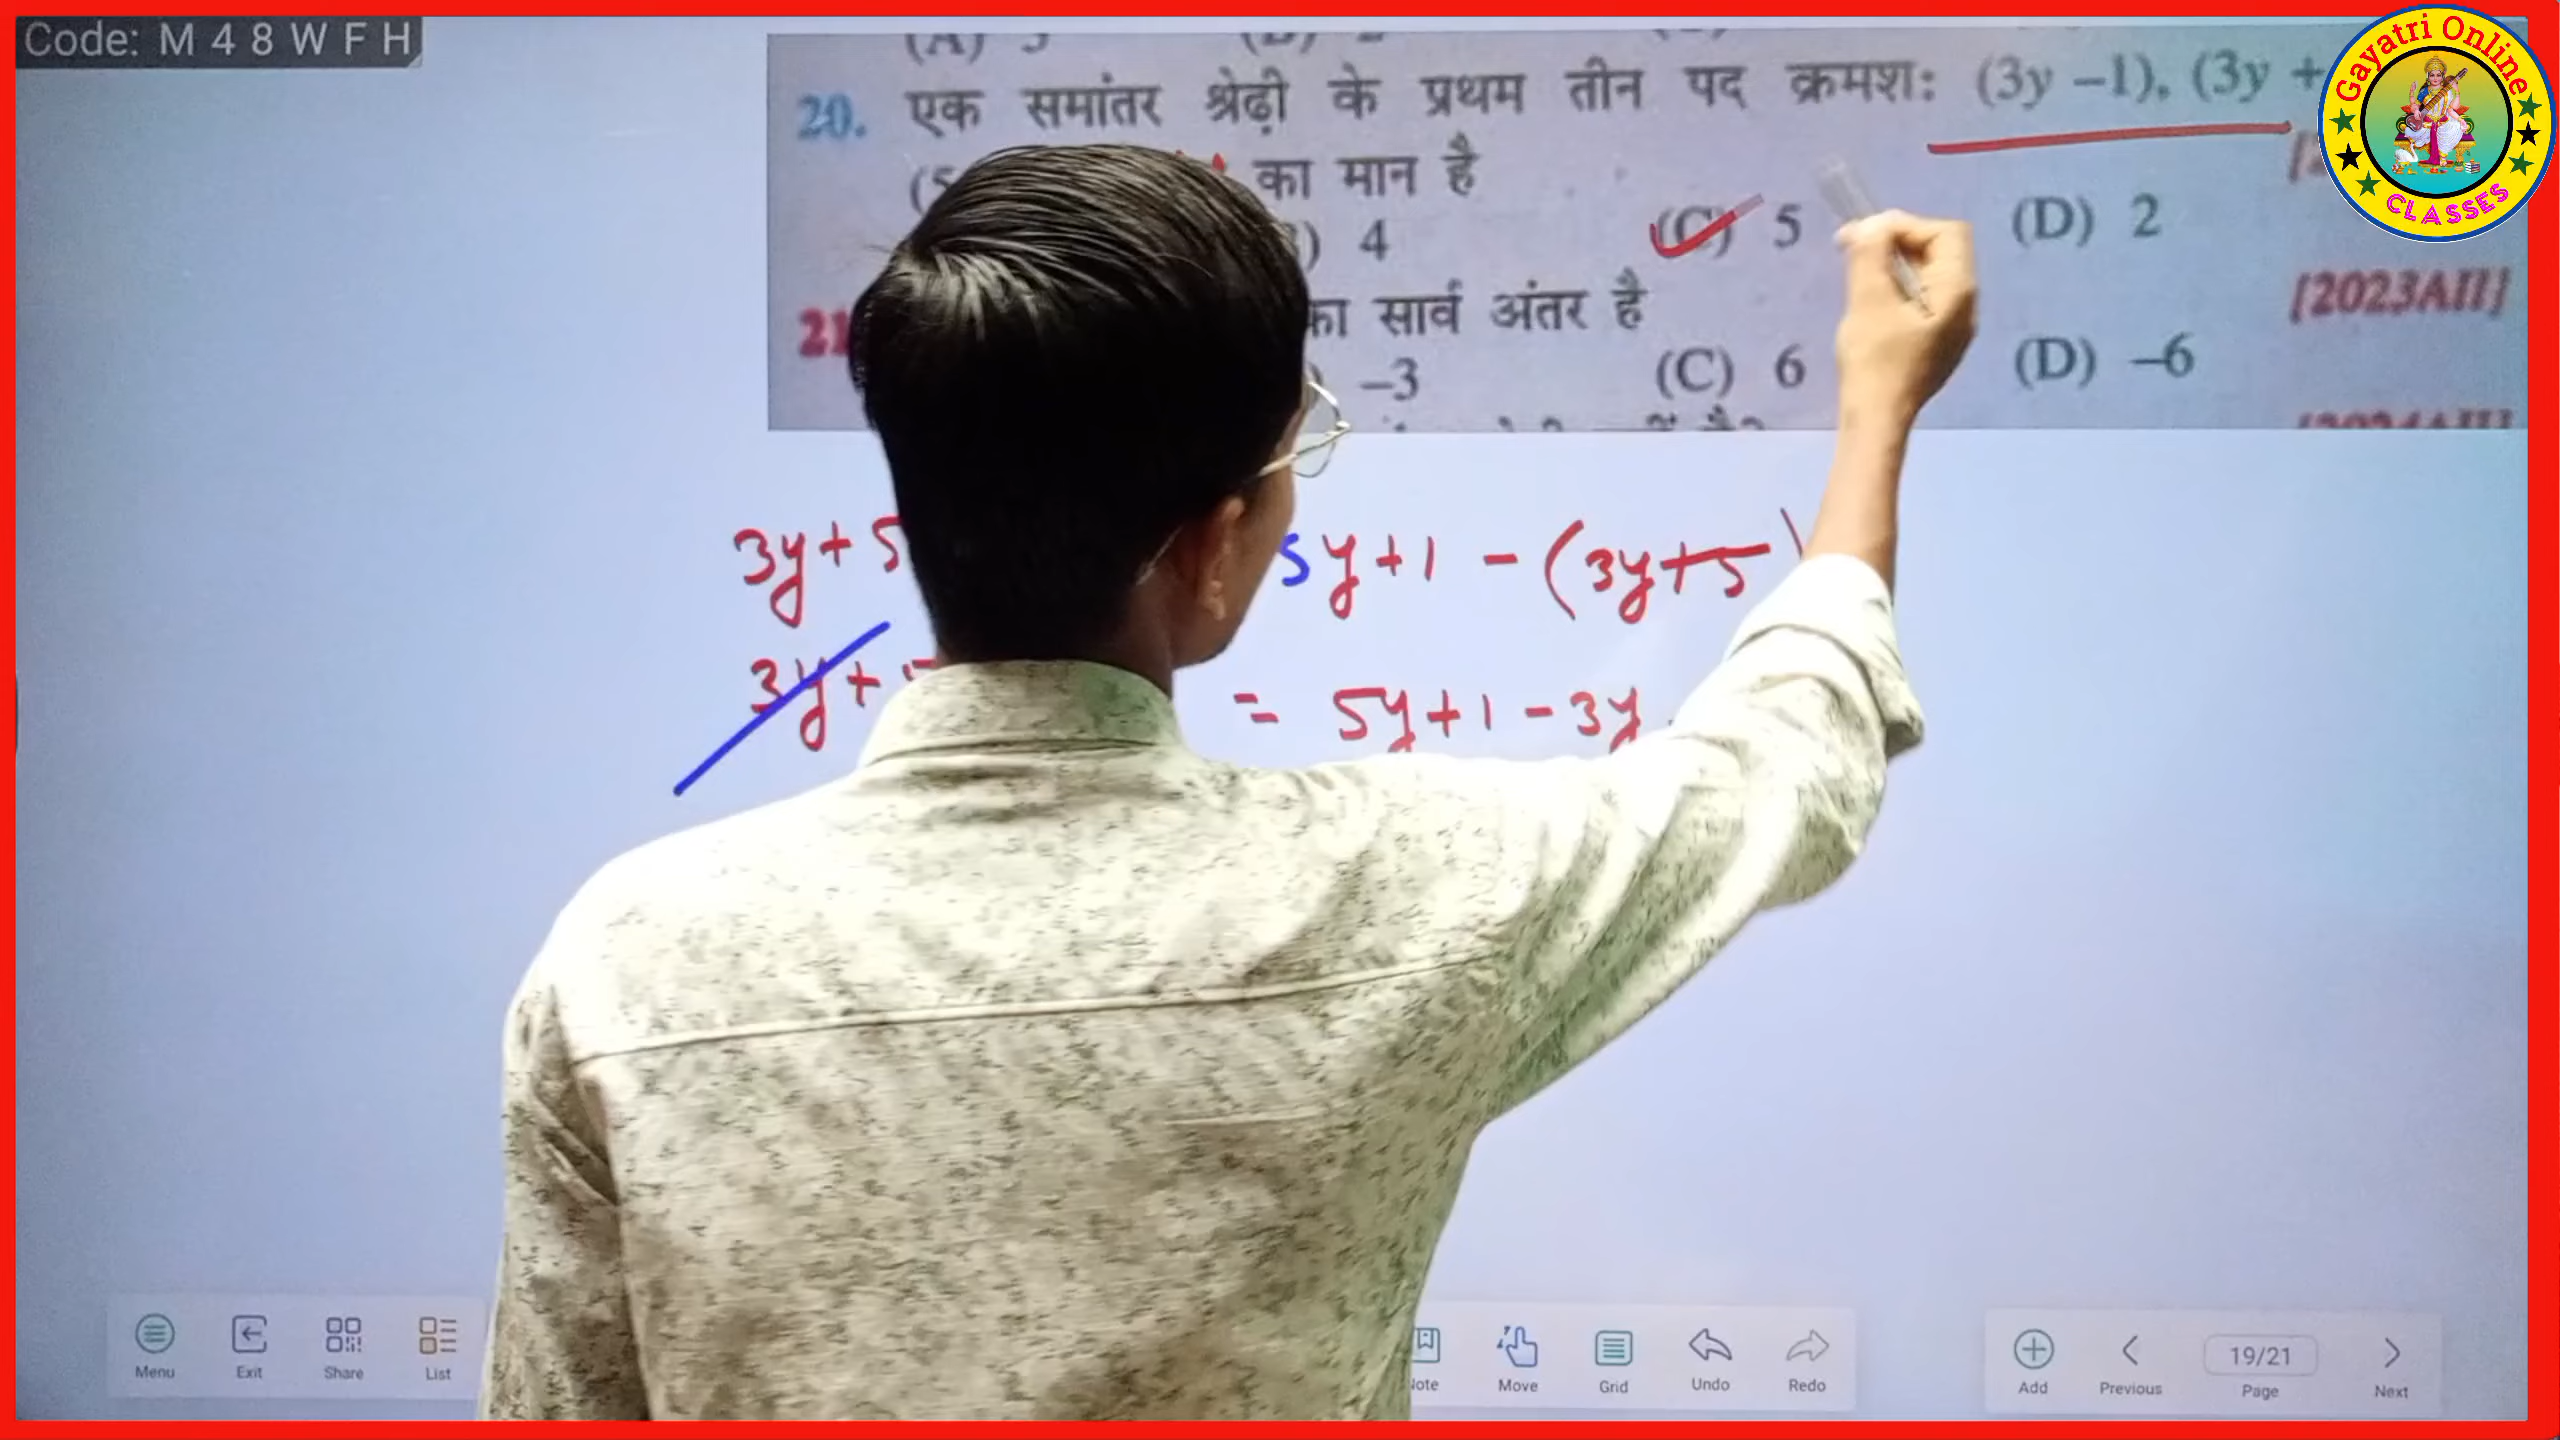 Code: M 4 8 W F H
Gayatri Online
CLASSES
20. एक समांतर श्रेढ़ी के प्रथम तीन पद क्रमशः (3y –1), (3y +
का मान है
4 (C) 5 (D) 2
21 का सार्व अंतर है [2023AII]
–3 (C) 6 (D) –6
3y+5 5y+1 - (3y+5)
3y+ = 5y+1-3y
Menu Exit Share List Move Grid Undo Redo Add Previous 19/21 Page Next